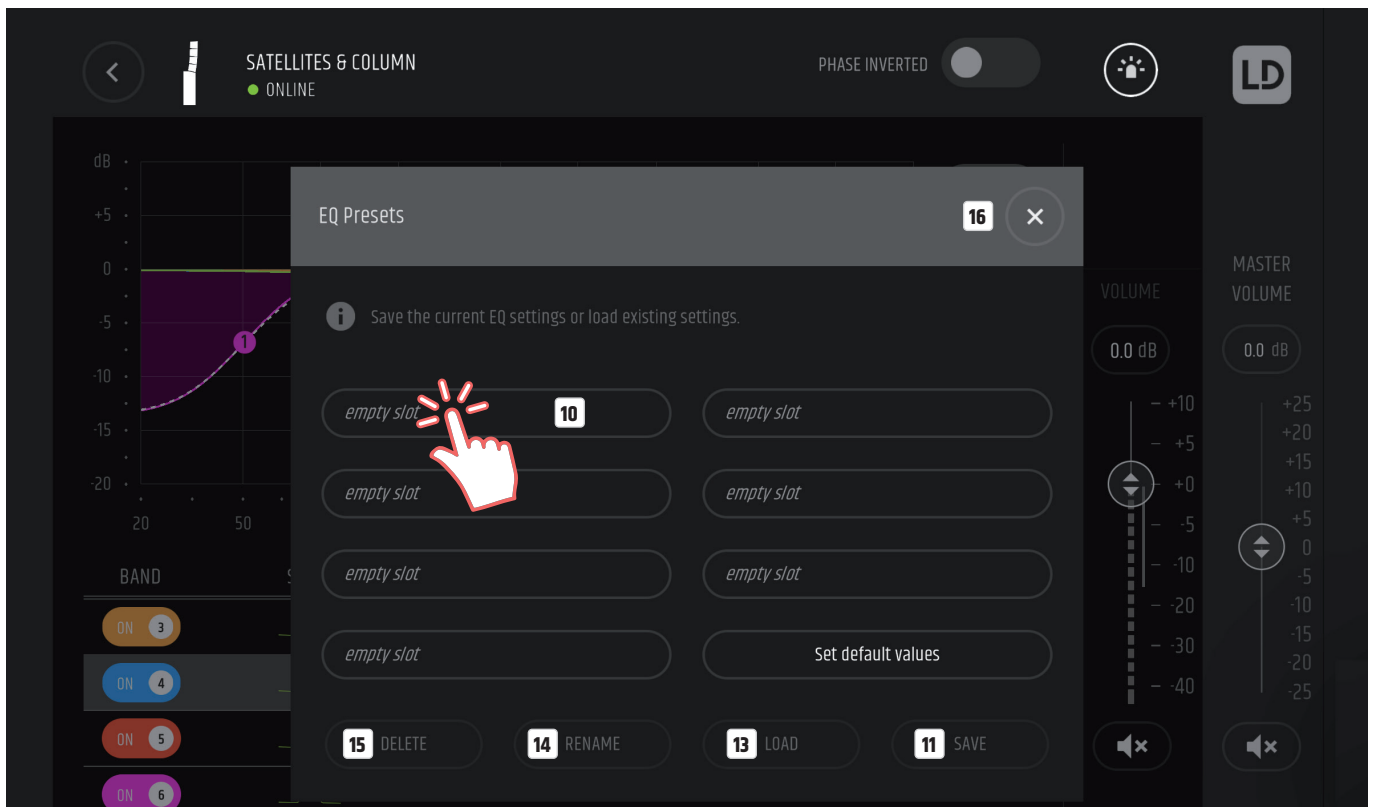 SATELLITES & COLUMN
ONLINE
PHASE INVERTED
LD
dB
+5
0
-5
-10
-15
-20
20
50
1
EQ Presets
16
Save the current EQ settings or load existing settings.
empty slot
10
empty slot
empty slot
empty slot
empty slot
empty slot
empty slot
Set default values
15 DELETE
14 RENAME
13 LOAD
11 SAVE
BAND
S
ON 3
ON 4
ON 5
ON 6
VOLUME
0.0 dB
+10
+5
+0
-5
-10
-20
-30
-40
MASTER
VOLUME
0.0 dB
+25
+20
+15
+10
+5
0
-5
-10
-15
-20
-25